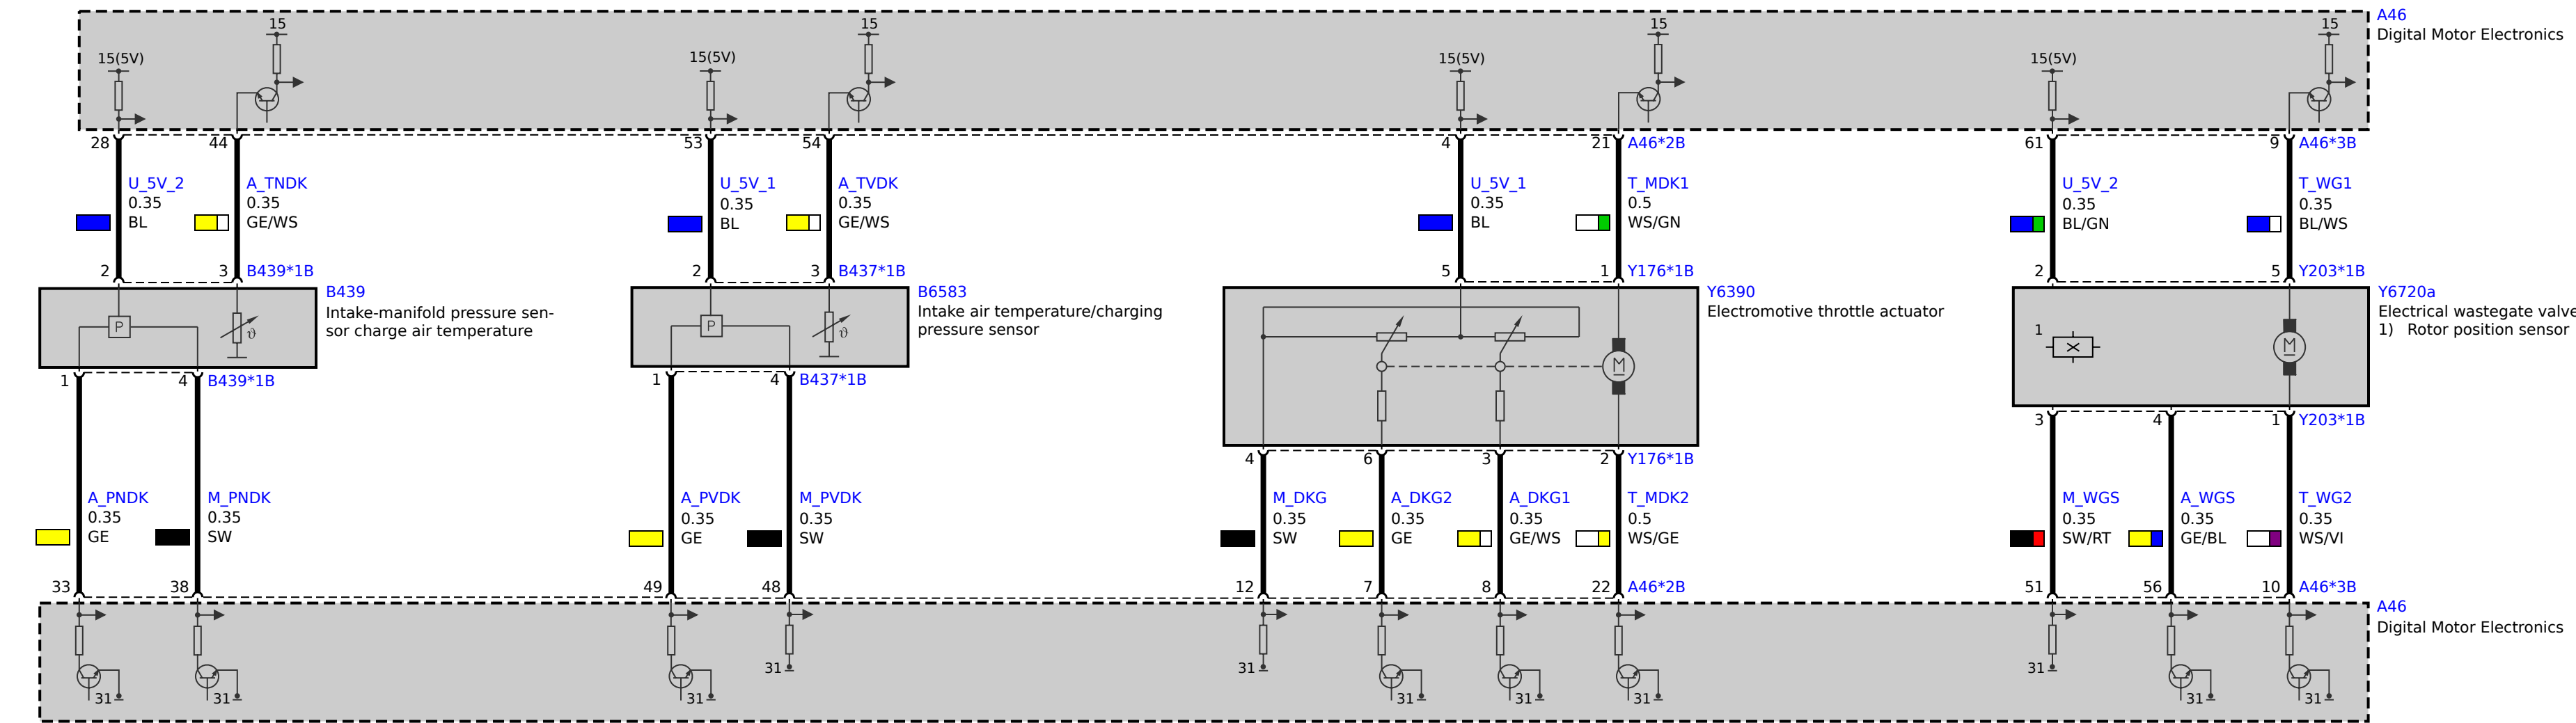 15 15 15 15 A46
Digital Motor Electronics
15(5V) 15(5V) 15(5V) 15(5V)
28 44 53 54 4 21 A46*2B 61 9 A46*3B
U_5V_2 A_TNDK U_5V_1 A_TVDK U_5V_1 T_MDK1 U_5V_2 T_WG1
0.35 0.35 0.35 0.35 0.35 0.5 0.35 0.35
BL GE/WS BL GE/WS BL WS/GN BL/GN BL/WS
2 3 B439*1B 2 3 B437*1B 5 1 Y176*1B 2 5 Y203*1B
B439
Intake-manifold pressure sen-
sor charge air temperature
P ϑ
B6583
Intake air temperature/charging
pressure sensor
P ϑ
Y6390
Electromotive throttle actuator
M
Y6720a
Electrical wastegate valve
1) Rotor position sensor
1 X M
1 4 B439*1B 1 4 B437*1B
3 4 1 Y203*1B
4 6 3 2 Y176*1B
A_PNDK M_PNDK A_PVDK M_PVDK M_DKG A_DKG2 A_DKG1 T_MDK2 M_WGS A_WGS T_WG2
0.35 0.35 0.35 0.35 0.35 0.35 0.35 0.5 0.35 0.35 0.35
GE SW GE SW SW GE GE/WS WS/GE SW/RT GE/BL WS/VI
33 38 49 48 12 7 8 22 A46*2B 51 56 10 A46*3B
A46
Digital Motor Electronics
31 31 31
31 31 31 31 31 31 31 31